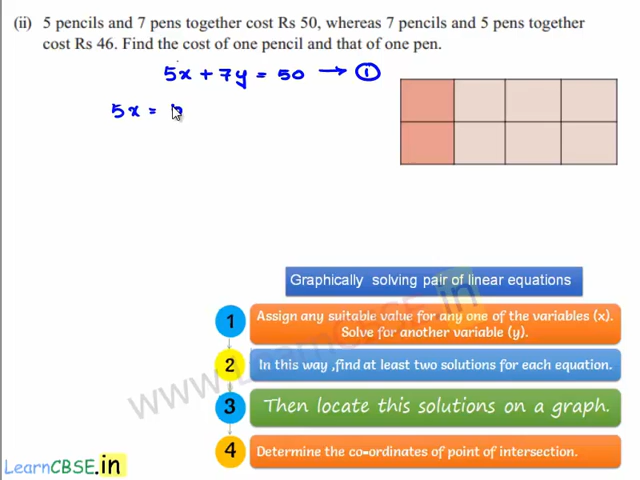 (ii) 5 pencils and 7 pens together cost Rs 50, whereas 7 pencils and 5 pens together
cost Rs 46. Find the cost of one pencil and that of one pen.
5x + 7y = 50 → ①
5x =
Graphically solving pair of linear equations
1 Assign any suitable value for any one of the variables (x).
Solve for another variable (y).
2 In this way ,find at least two solutions for each equation.
3 Then locate this solutions on a graph.
4 Determine the co-ordinates of point of intersection.
www.LearnCBSE.in
LearnCBSE.in